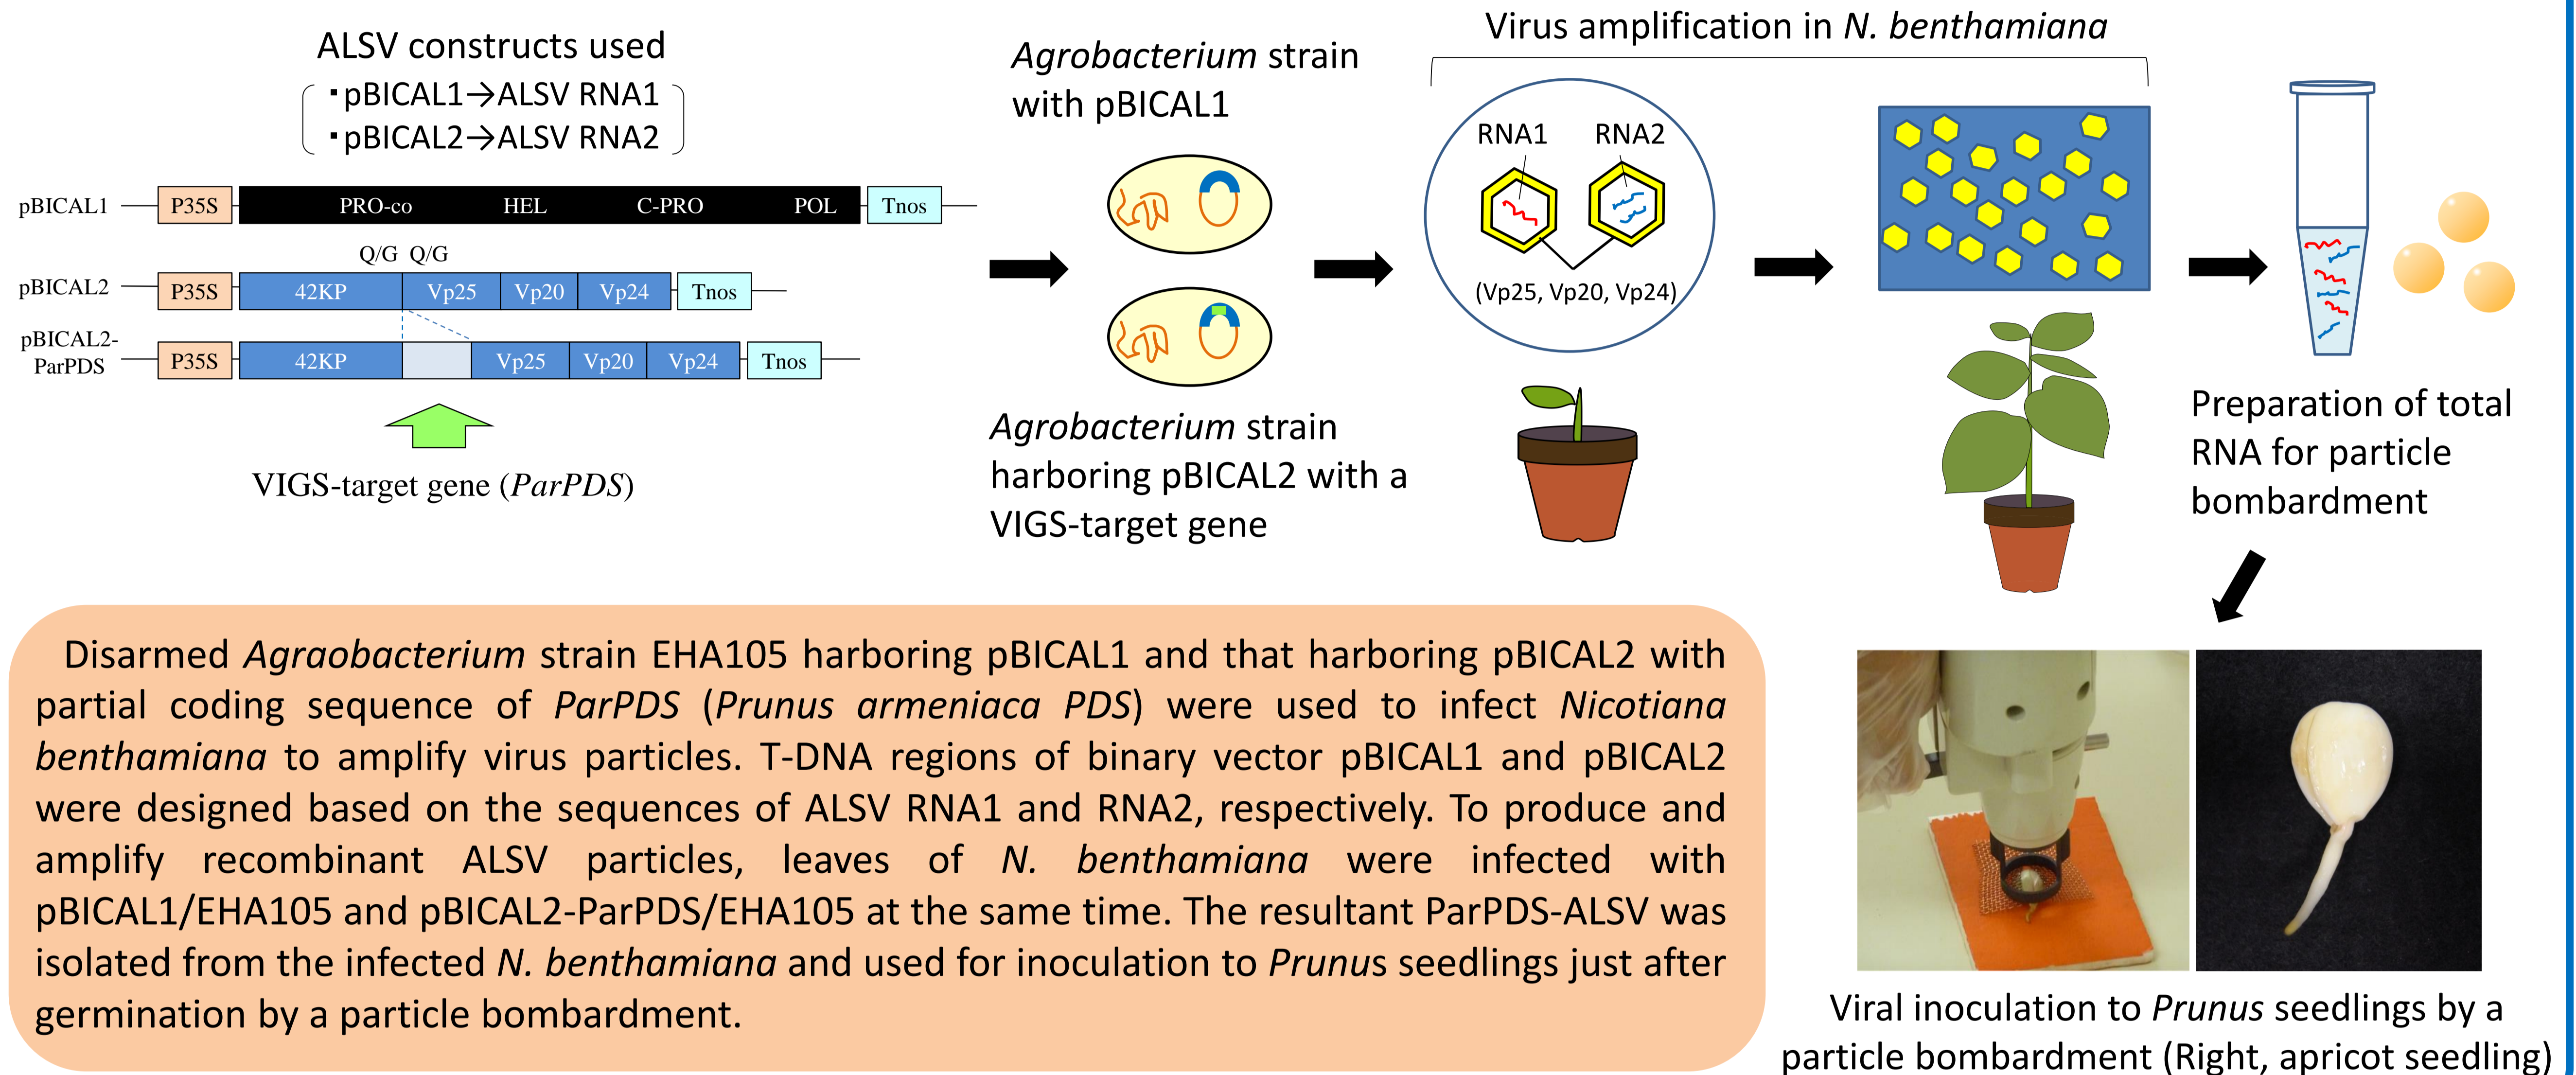 ALSV constructs used
・pBICAL1→ALSV RNA1
・pBICAL2→ALSV RNA2
pBICAL1 P35S PRO-co HEL C-PRO POL Tnos
Q/G Q/G
pBICAL2 P35S 42KP Vp25 Vp20 Vp24 Tnos
pBICAL2-
ParPDS P35S 42KP Vp25 Vp20 Vp24 Tnos
VIGS-target gene (ParPDS)
Agrobacterium strain
with pBICAL1
Agrobacterium strain
harboring pBICAL2 with a
VIGS-target gene
Virus amplification in N. benthamiana
RNA1 RNA2
(Vp25, Vp20, Vp24)
Preparation of total
RNA for particle
bombardment
Disarmed Agraobacterium strain EHA105 harboring pBICAL1 and that harboring pBICAL2 with
partial coding sequence of ParPDS (Prunus armeniaca PDS) were used to infect Nicotiana
benthamiana to amplify virus particles. T-DNA regions of binary vector pBICAL1 and pBICAL2
were designed based on the sequences of ALSV RNA1 and RNA2, respectively. To produce and
amplify recombinant ALSV particles, leaves of N. benthamiana were infected with
pBICAL1/EHA105 and pBICAL2-ParPDS/EHA105 at the same time. The resultant ParPDS-ALSV was
isolated from the infected N. benthamiana and used for inoculation to Prunus seedlings just after
germination by a particle bombardment.
Viral inoculation to Prunus seedlings by a
particle bombardment (Right, apricot seedling)